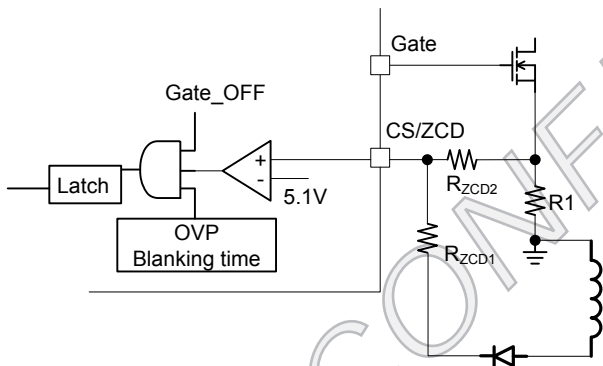 Gate
Gate_OFF
CS/ZCD
+
-
5.1V
Latch
OVP
Blanking time
RZCD2
R1
RZCD1
CONF